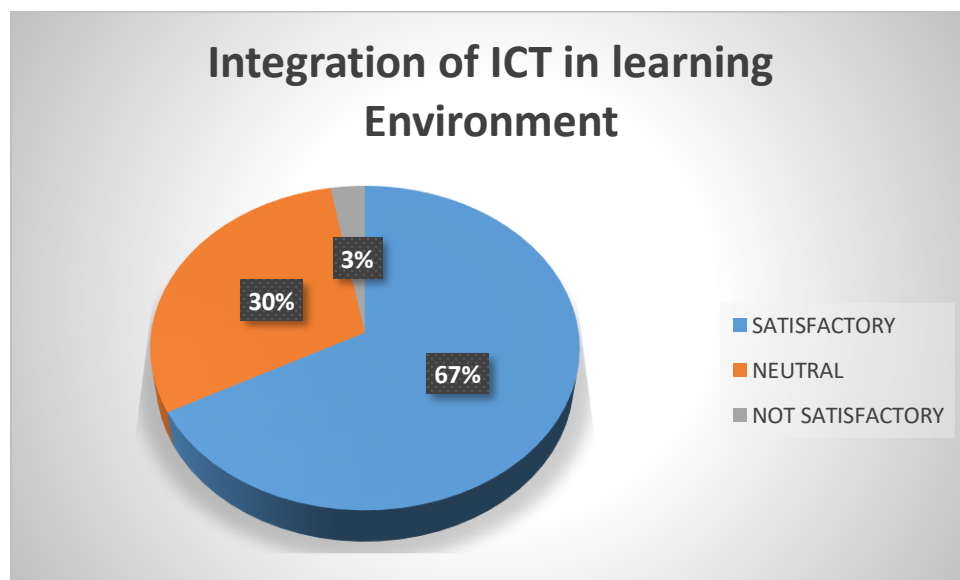 Integration of ICT in learning
Environment
3%
30%
67%
SATISFACTORY
NEUTRAL
NOT SATISFACTORY